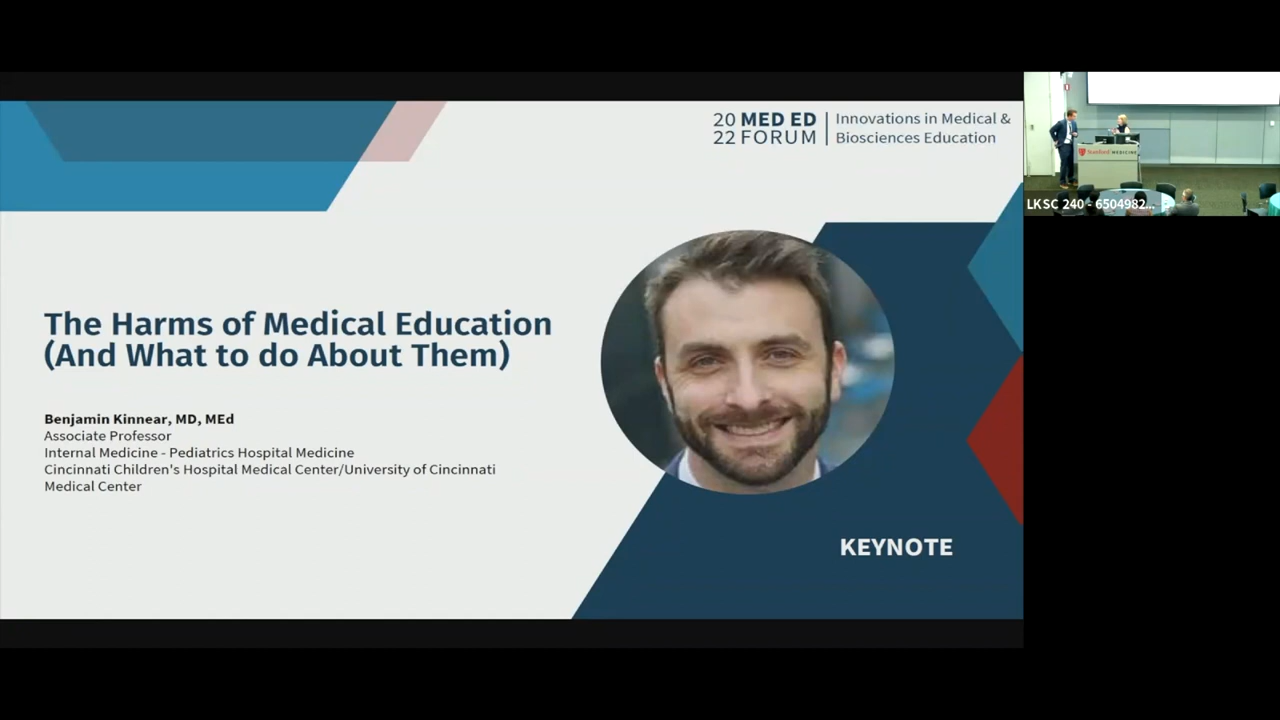 20 MED ED
22 FORUM
Innovations in Medical &
Biosciences Education
The Harms of Medical Education
(And What to do About Them)
Benjamin Kinnear, MD, MEd
Associate Professor
Internal Medicine - Pediatrics Hospital Medicine
Cincinnati Children's Hospital Medical Center/University of Cincinnati
Medical Center
KEYNOTE
Stanford MEDICINE
LKSC 240 - 6504982...